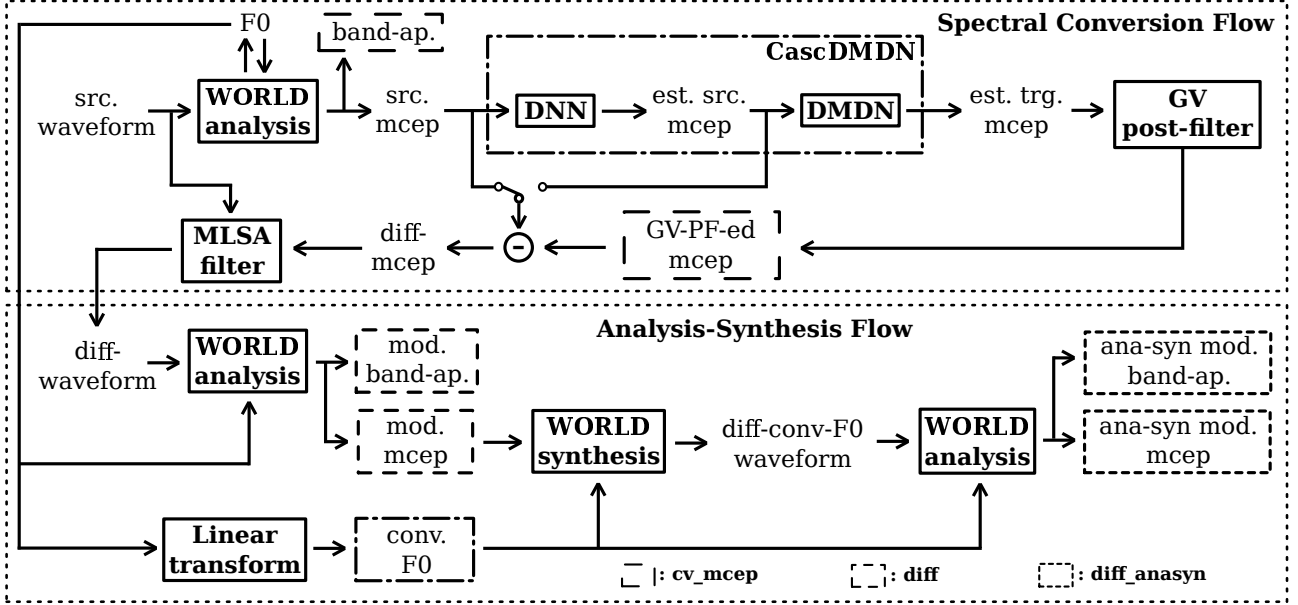 F0
band-ap.
Spectral Conversion Flow
CascDMDN
src.
waveform
WORLD
analysis
src.
mcep
DNN
est. src.
mcep
DMDN
est. trg.
mcep
GV
post-filter
MLSA
filter
diff-
mcep
-
GV-PF-ed
mcep
Analysis-Synthesis Flow
diff-
waveform
WORLD
analysis
mod.
band-ap.
mod.
mcep
WORLD
synthesis
diff-conv-F0
waveform
WORLD
analysis
ana-syn mod.
band-ap.
ana-syn mod.
mcep
Linear
transform
conv.
F0
: cv_mcep
: diff
: diff_anasyn